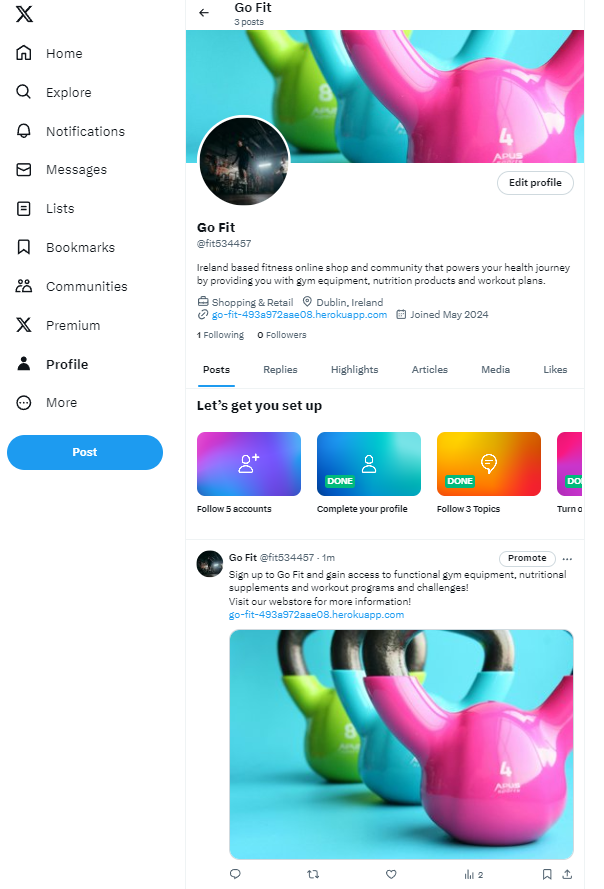 Home
Explore
Notifications
Messages
Lists
Bookmarks
Communities
Premium
Profile
More
Post
Go Fit
3 posts
8
4
APUS
Edit profile
Go Fit
@fit534457
Ireland based fitness online shop and community that powers your health journey
by providing you with gym equipment, nutrition products and workout plans.
Shopping & Retail Dublin, Ireland
go-fit-493a972aae08.herokuapp.com Joined May 2024
1 Following 0 Followers
Posts Replies Highlights Articles Media Likes
Let's get you set up
DONE DONE
Follow 5 accounts Complete your profile Follow 3 Topics Turn
Go Fit @fit534457 · 1m Promote
Sign up to Go Fit and gain access to functional gym equipment, nutritional
supplements and workout programs and challenges!
Visit our webstore for more information!
go-fit-493a972aae08.herokuapp.com
8
APUS
4
APUS
2